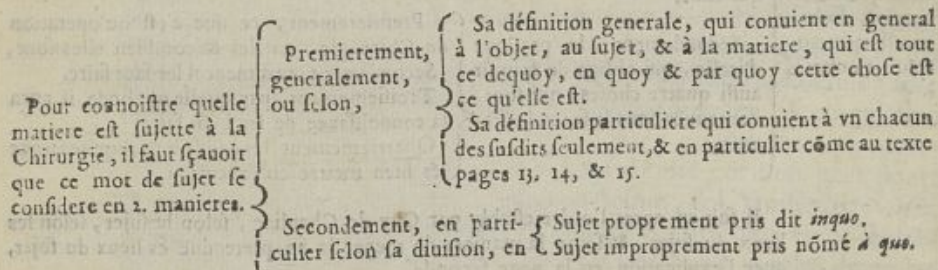 Pour connoiſtre quelle
matiere eſt ſujette à la
Chirurgie, il faut ſçauoir
que ce mot de ſujet ſe
conſidere en 2. manieres.
Premierement,
generalement,
ou ſelon,
Sa définition generale, qui conuient en general
à l'objet, au ſujet, & à la matiere, qui eſt tout
ce dequoy, en quoy & par quoy cette choſe eſt
ce qu'elle eſt.
Sa définition particuliere qui conuient à vn chacun
des ſuſdits ſeulement, & en particulier cõme au texte
pages 13, 14, & 15.
Secondement, en parti-
culier ſelon ſa diuiſion, en
Sujet proprement pris dit inquo.
Sujet improprement pris nõmé à quo.